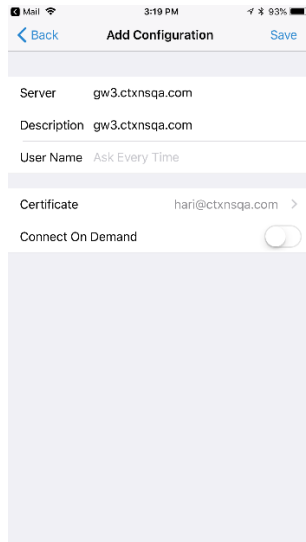 Mail 3:19 PM 93%
Back Add Configuration Save
Server gw3.ctxnsqa.com
Description gw3.ctxnsqa.com
User Name Ask Every Time
Certificate hari@ctxnsqa.com
Connect On Demand